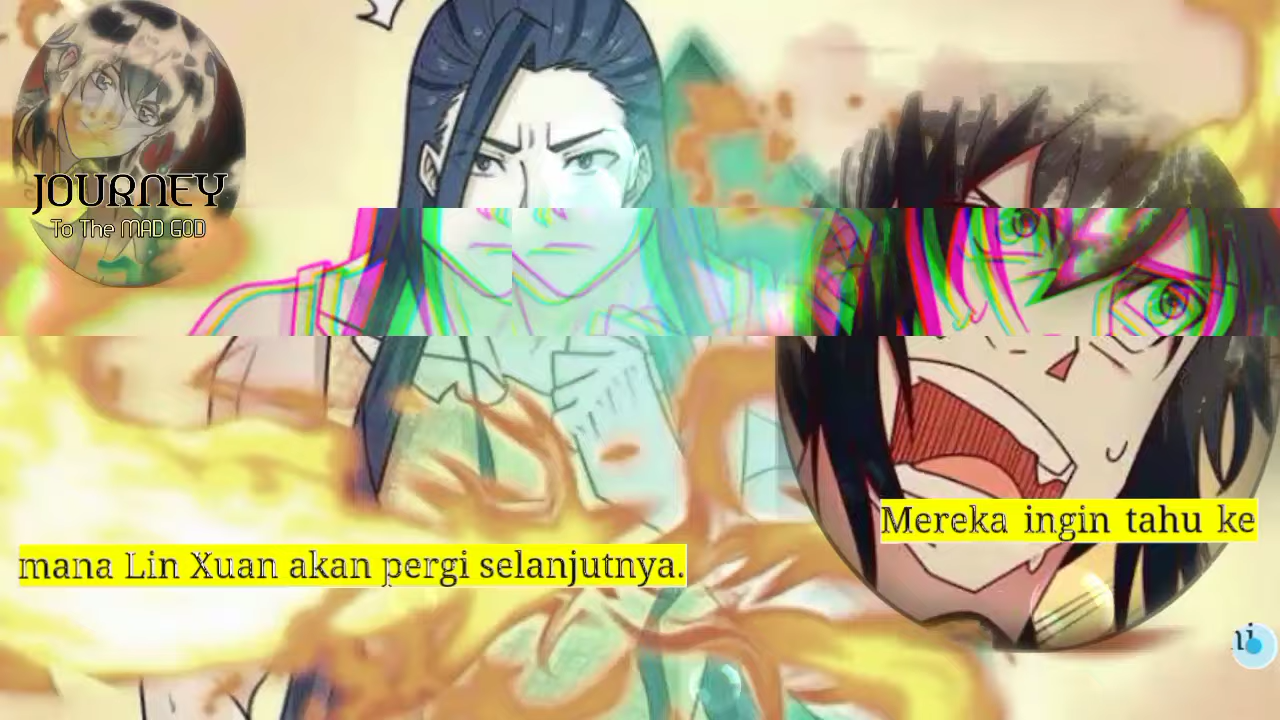 JOURNEY
To The MAD GOD
Mereka ingin tahu ke
mana Lin Xuan akan pergi selanjutnya.